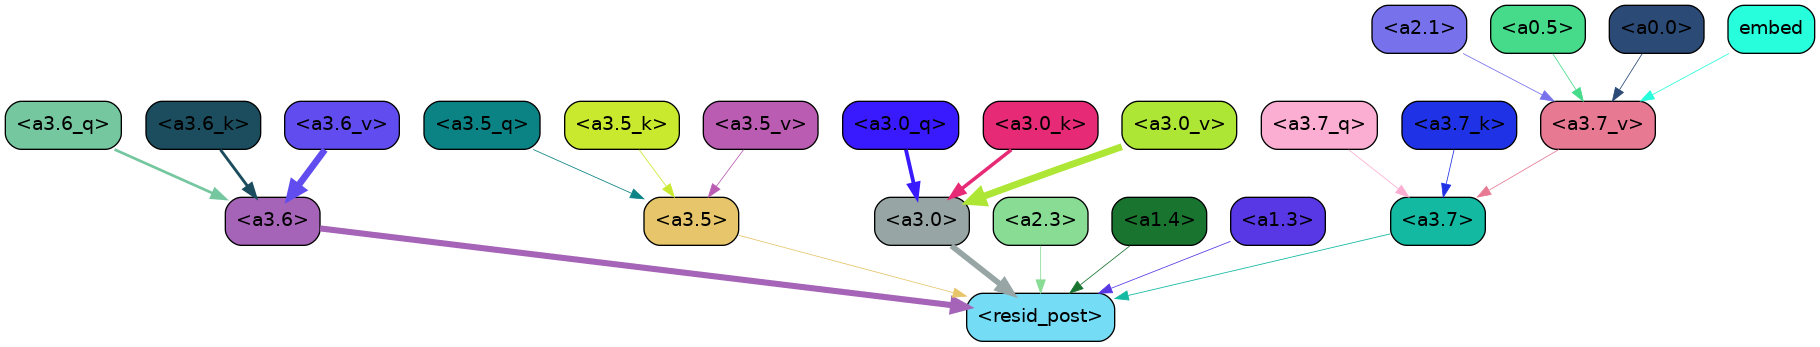 <a2.1> <a0.5> <a0.0> embed
<a3.6_q> <a3.6_k> <a3.6_v> <a3.5_q> <a3.5_k> <a3.5_v> <a3.0_q> <a3.0_k> <a3.0_v> <a3.7_q> <a3.7_k> <a3.7_v>
<a3.6> <a3.5> <a3.0> <a2.3> <a1.4> <a1.3> <a3.7>
<resid_post>